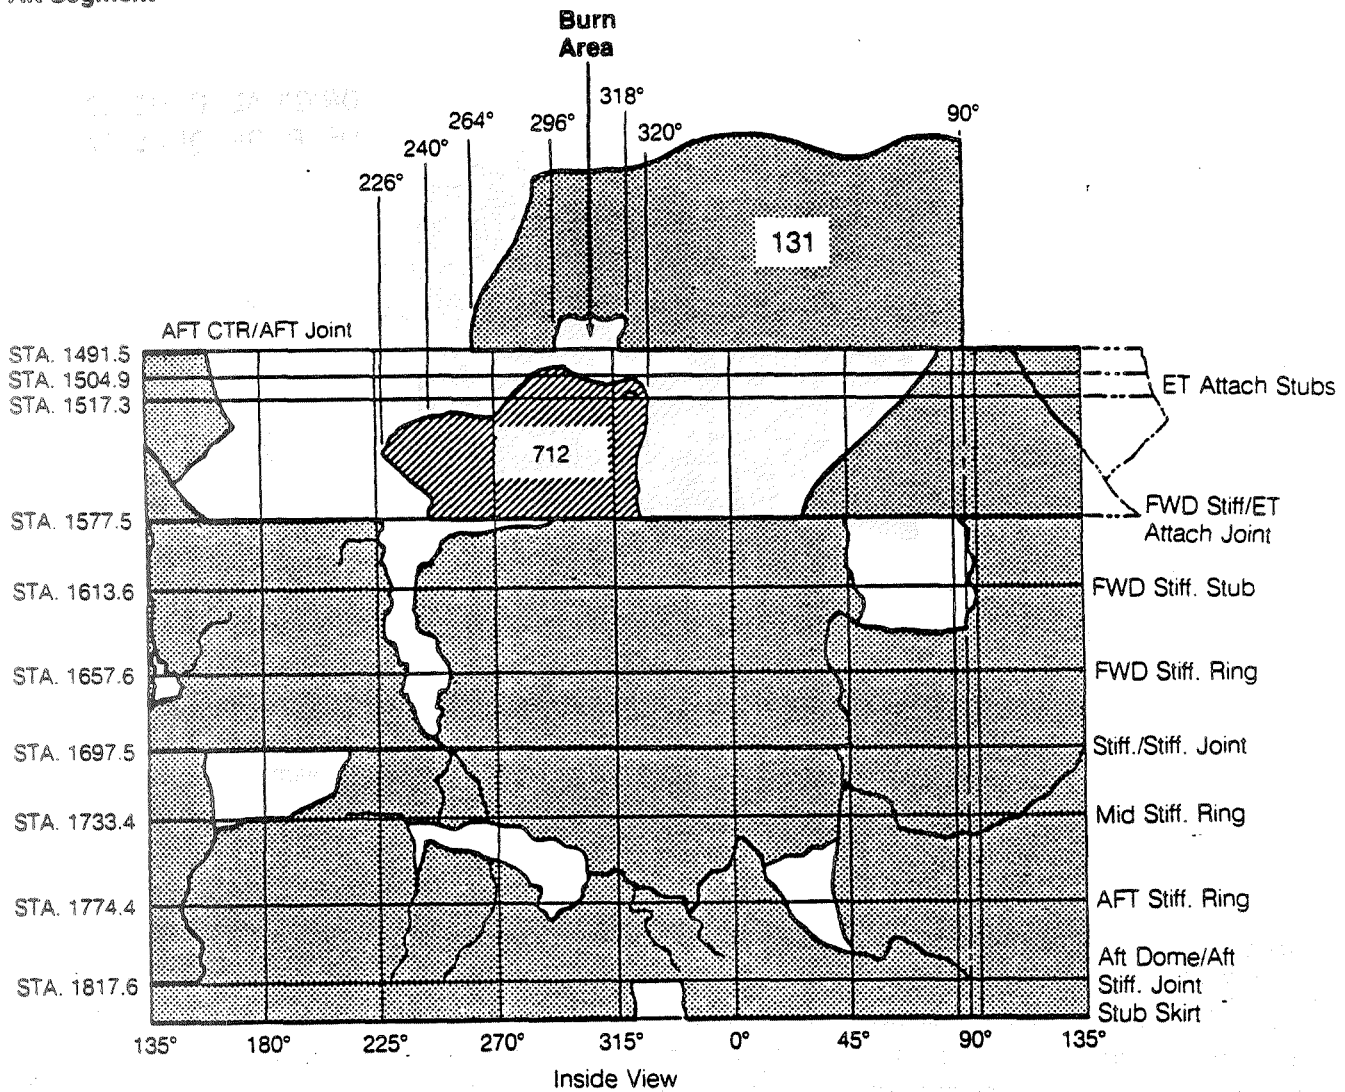 Aft Segment
Burn
Area
318°
296°
90°
264°
320°
240°
226°
131
AFT CTR/AFT Joint
STA. 1491.5
STA. 1504.9
ET Attach Stubs
STA. 1517.3
712
FWD Stiff/ET
Attach Joint
STA. 1577.5
STA. 1613.6
FWD Stiff. Stub
STA. 1657.6
FWD Stiff. Ring
STA. 1697.5
Stiff./Stiff. Joint
STA. 1733.4
Mid Stiff. Ring
STA. 1774.4
AFT Stiff. Ring
Aft Dome/Aft
Stiff. Joint
STA. 1817.6
Stub Skirt
135° 180° 225° 270° 315° 0° 45° 90° 135°
Inside View